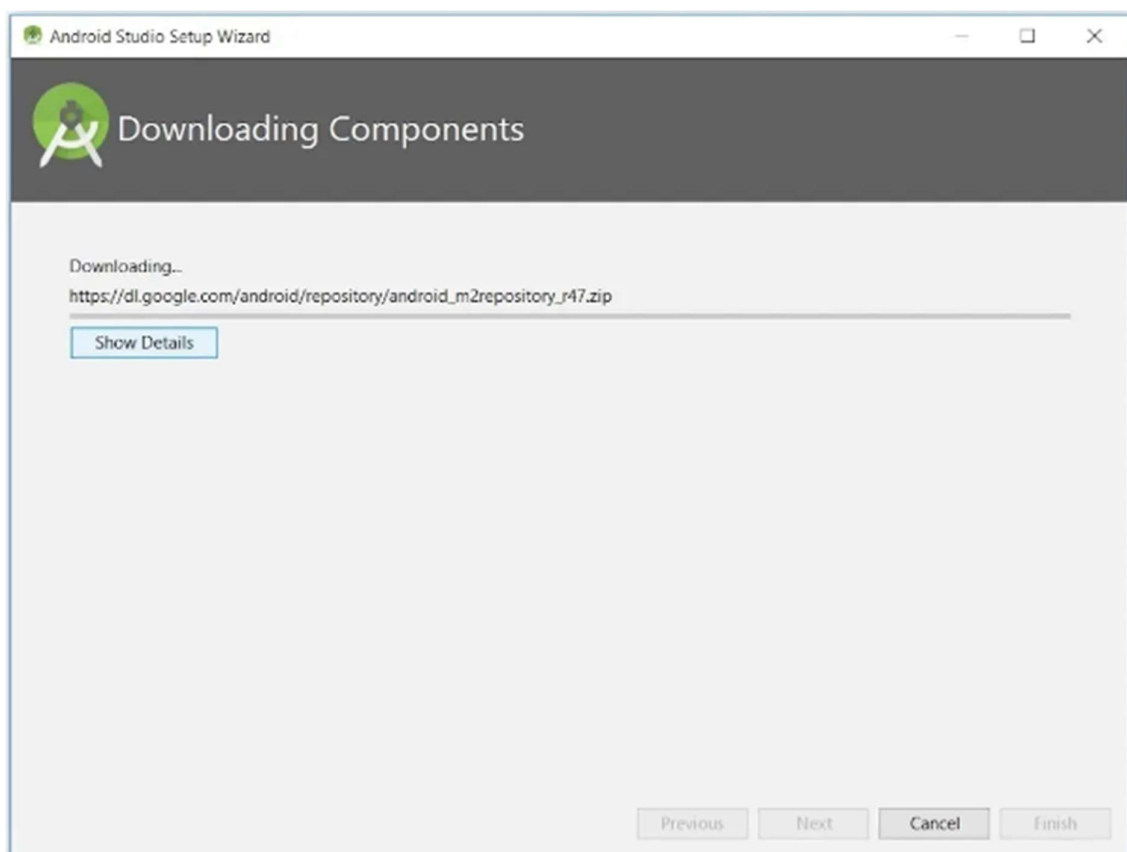 Android Studio Setup Wizard
Downloading Components
Downloading...
https://dl.google.com/android/repository/android_m2repository_r47.zip
Show Details
Previous Next Cancel Finish